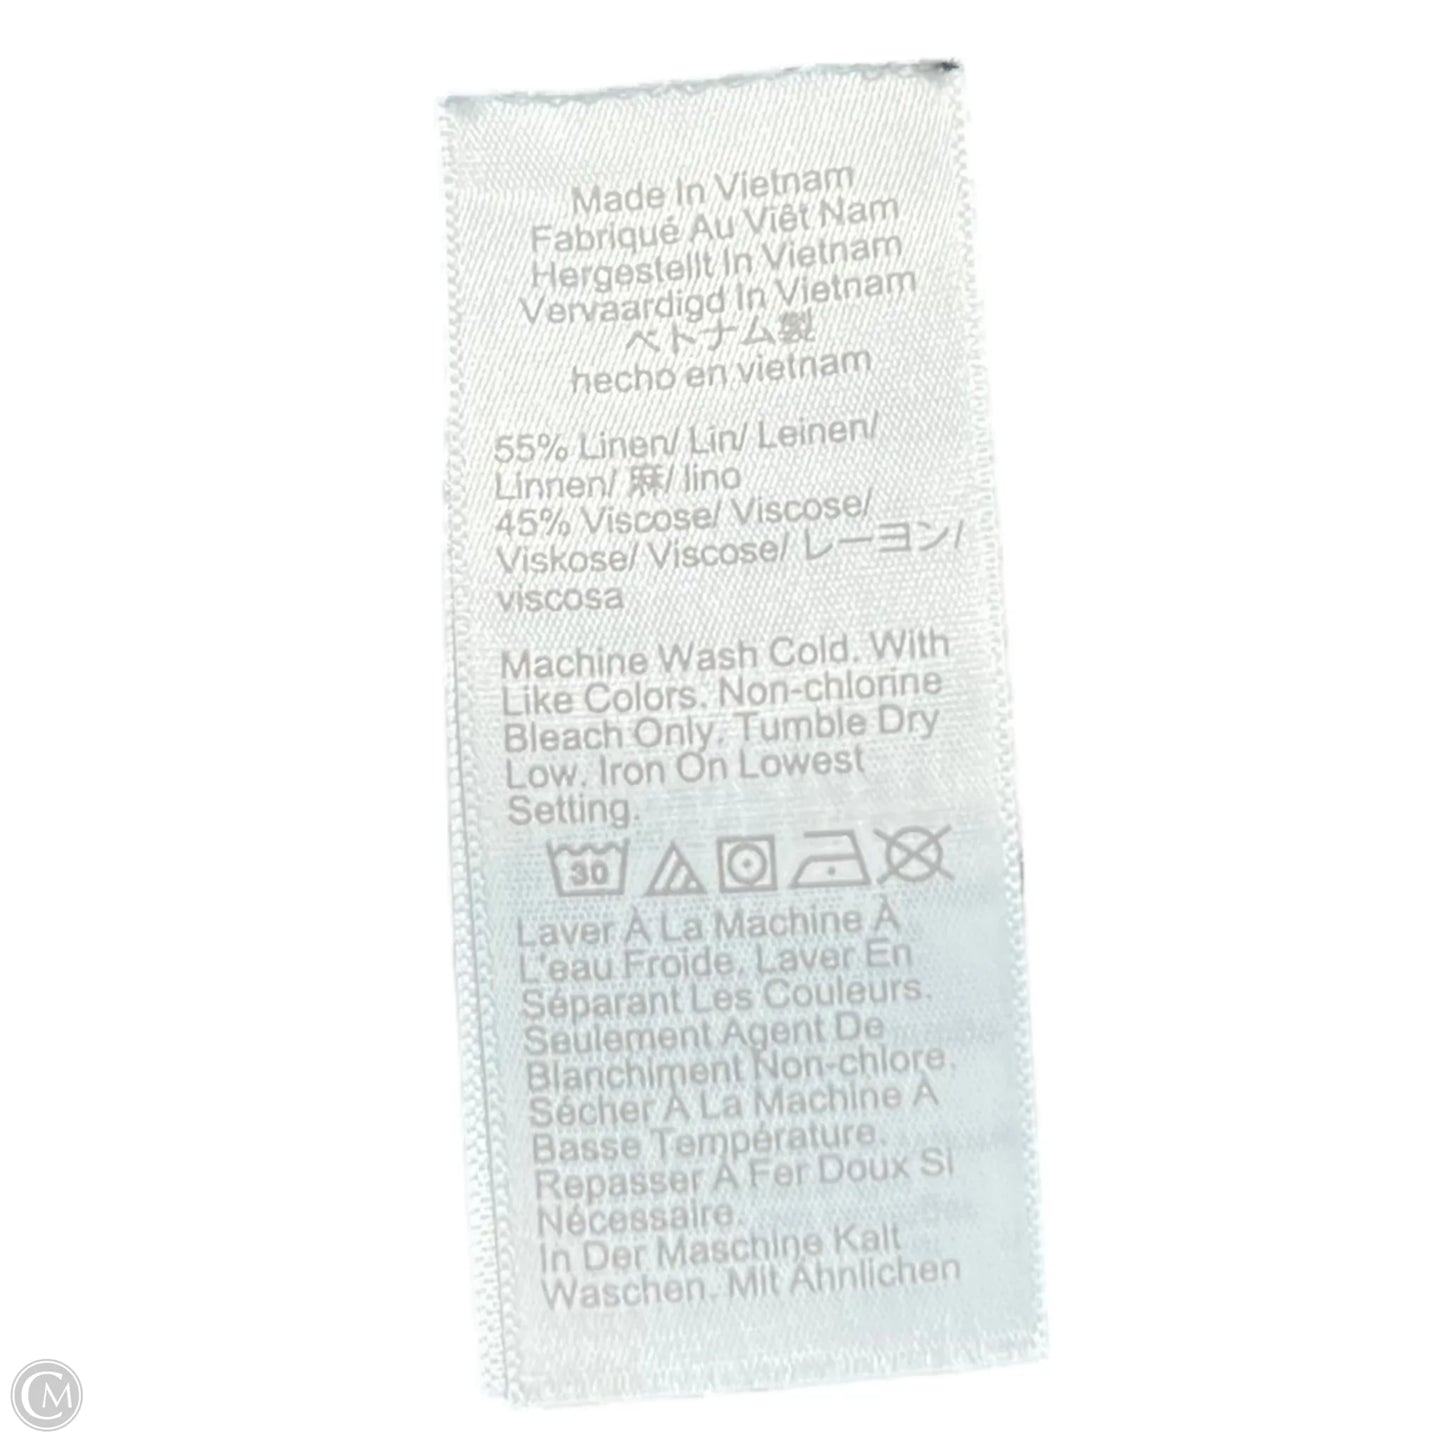 Made In Vietnam
Fabriqué Au Viêt Nam
Hergestellt In Vietnam
Vervaardigd In Vietnam
ベトナム製
hecho en vietnam
55% Linen/ Lin/ Leinen/
Linnen/ 麻/ lino
45% Viscose/ Viscose/
Viskose/ Viscose/ レーヨン/
viscosa
Machine Wash Cold. With
Like Colors. Non-chlorine
Bleach Only. Tumble Dry
Low. Iron On Lowest
Setting.
30
Laver À La Machine À
L'eau Froide. Laver En
Séparant Les Couleurs.
Seulement Agent De
Blanchiment Non-chlore.
Sécher À La Machine À
Basse Température.
Repasser À Fer Doux Si
Nécessaire.
In Der Maschine Kalt
Waschen. Mit Ähnlichen
CM